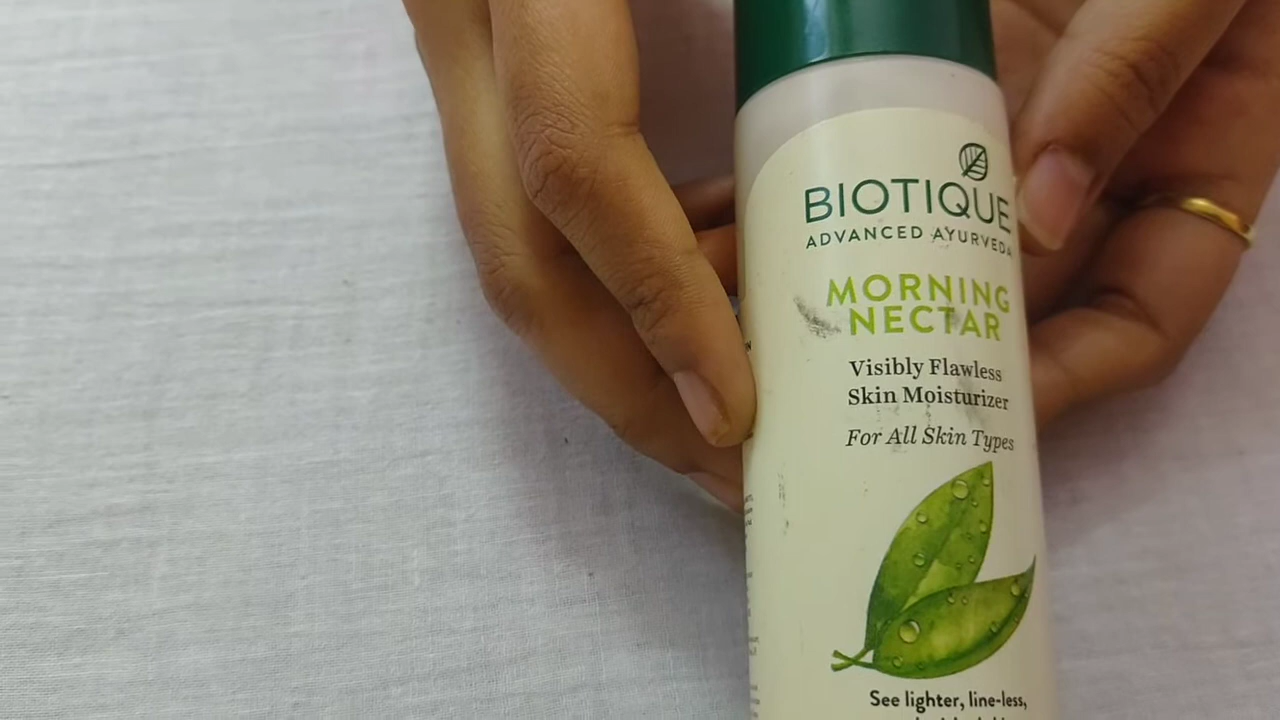 BIOTIQUE
ADVANCED AYURVEDA
MORNING
NECTAR
Visibly Flawless
Skin Moisturizer
For All Skin Types
See lighter, line-less,